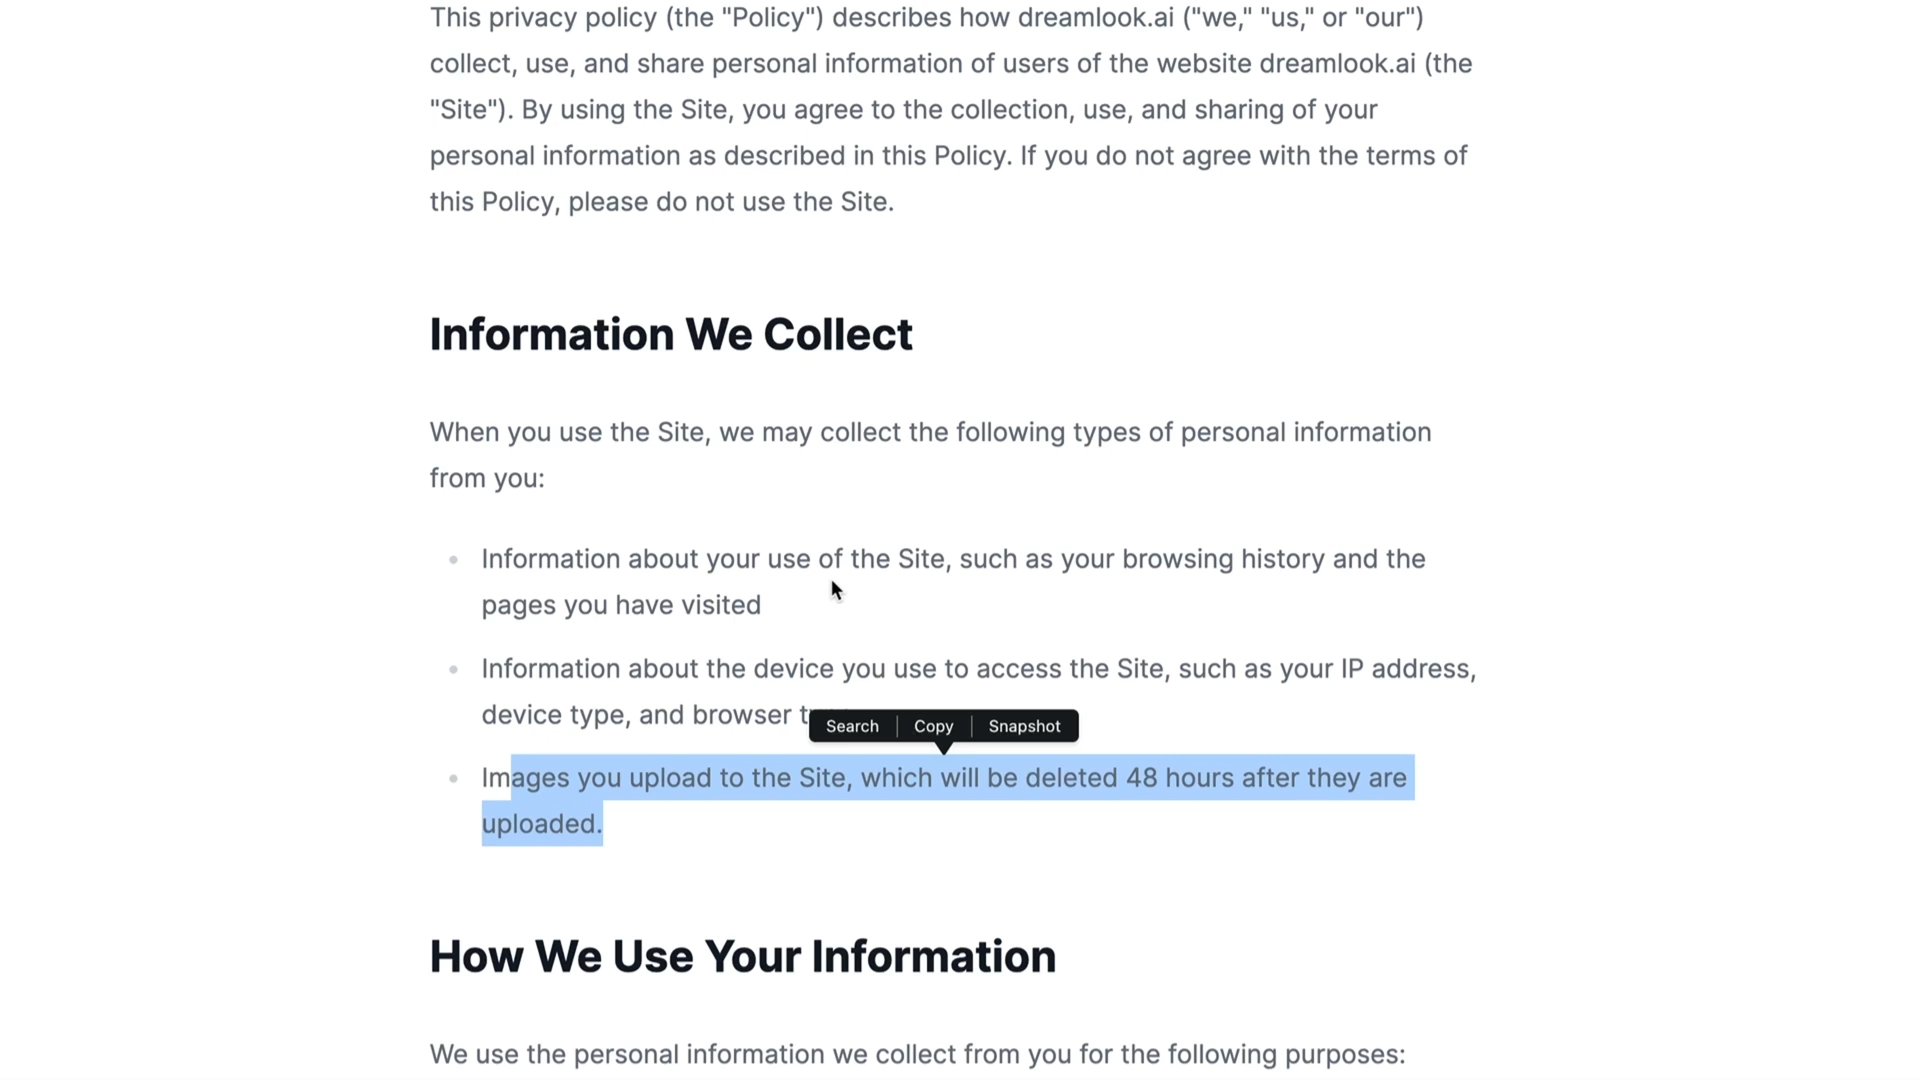 This privacy policy (the "Policy") describes how dreamlook.ai ("we," "us," or "our")
collect, use, and share personal information of users of the website dreamlook.ai (the
"Site"). By using the Site, you agree to the collection, use, and sharing of your
personal information as described in this Policy. If you do not agree with the terms of
this Policy, please do not use the Site.
Information We Collect
When you use the Site, we may collect the following types of personal information
from you:
Information about your use of the Site, such as your browsing history and the
pages you have visited
Information about the device you use to access the Site, such as your IP address,
device type, and browser
Search Copy Snapshot
Images you upload to the Site, which will be deleted 48 hours after they are
uploaded.
How We Use Your Information
We use the personal information we collect from you for the following purposes: